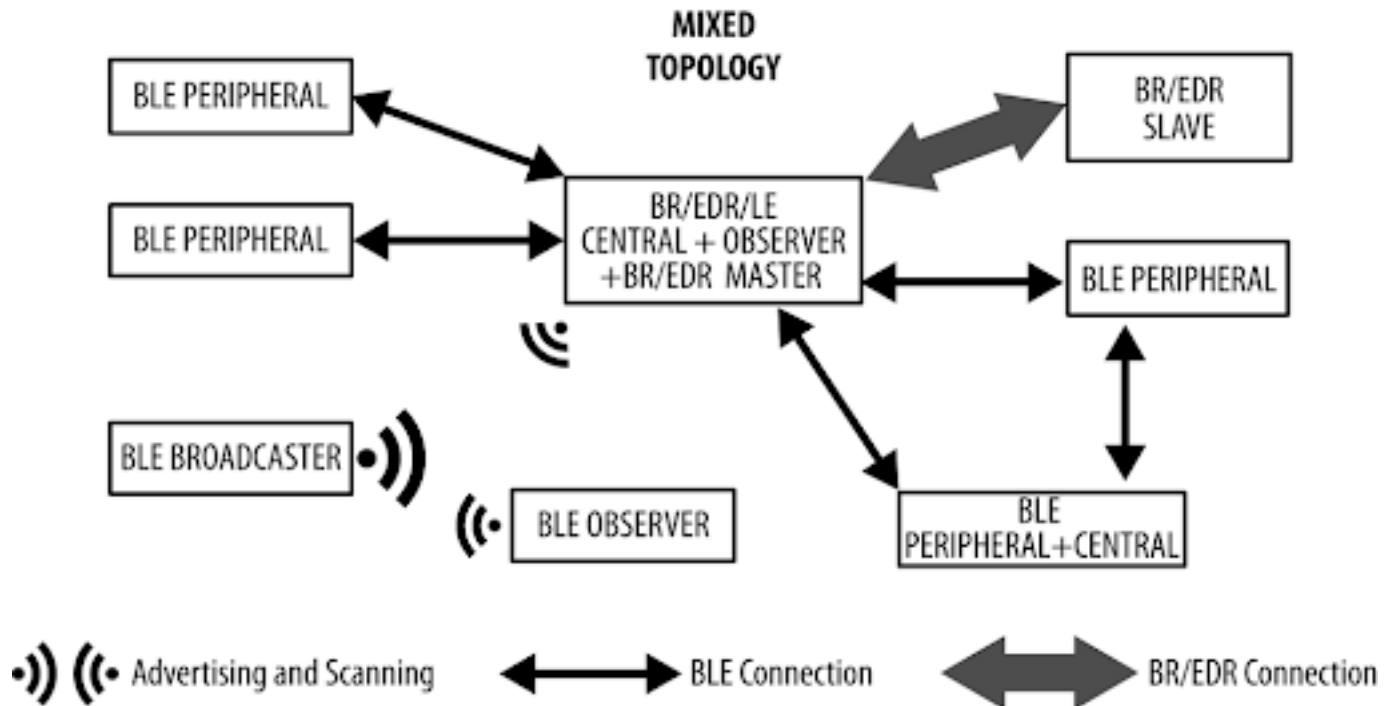 MIXED
TOPOLOGY
BLE PERIPHERAL
BR/EDR
SLAVE
BLE PERIPHERAL
BR/EDR/LE
CENTRAL + OBSERVER
+BR/EDR MASTER
BLE PERIPHERAL
BLE BROADCASTER
BLE OBSERVER
BLE
PERIPHERAL+CENTRAL
Advertising and Scanning
BLE Connection
BR/EDR Connection